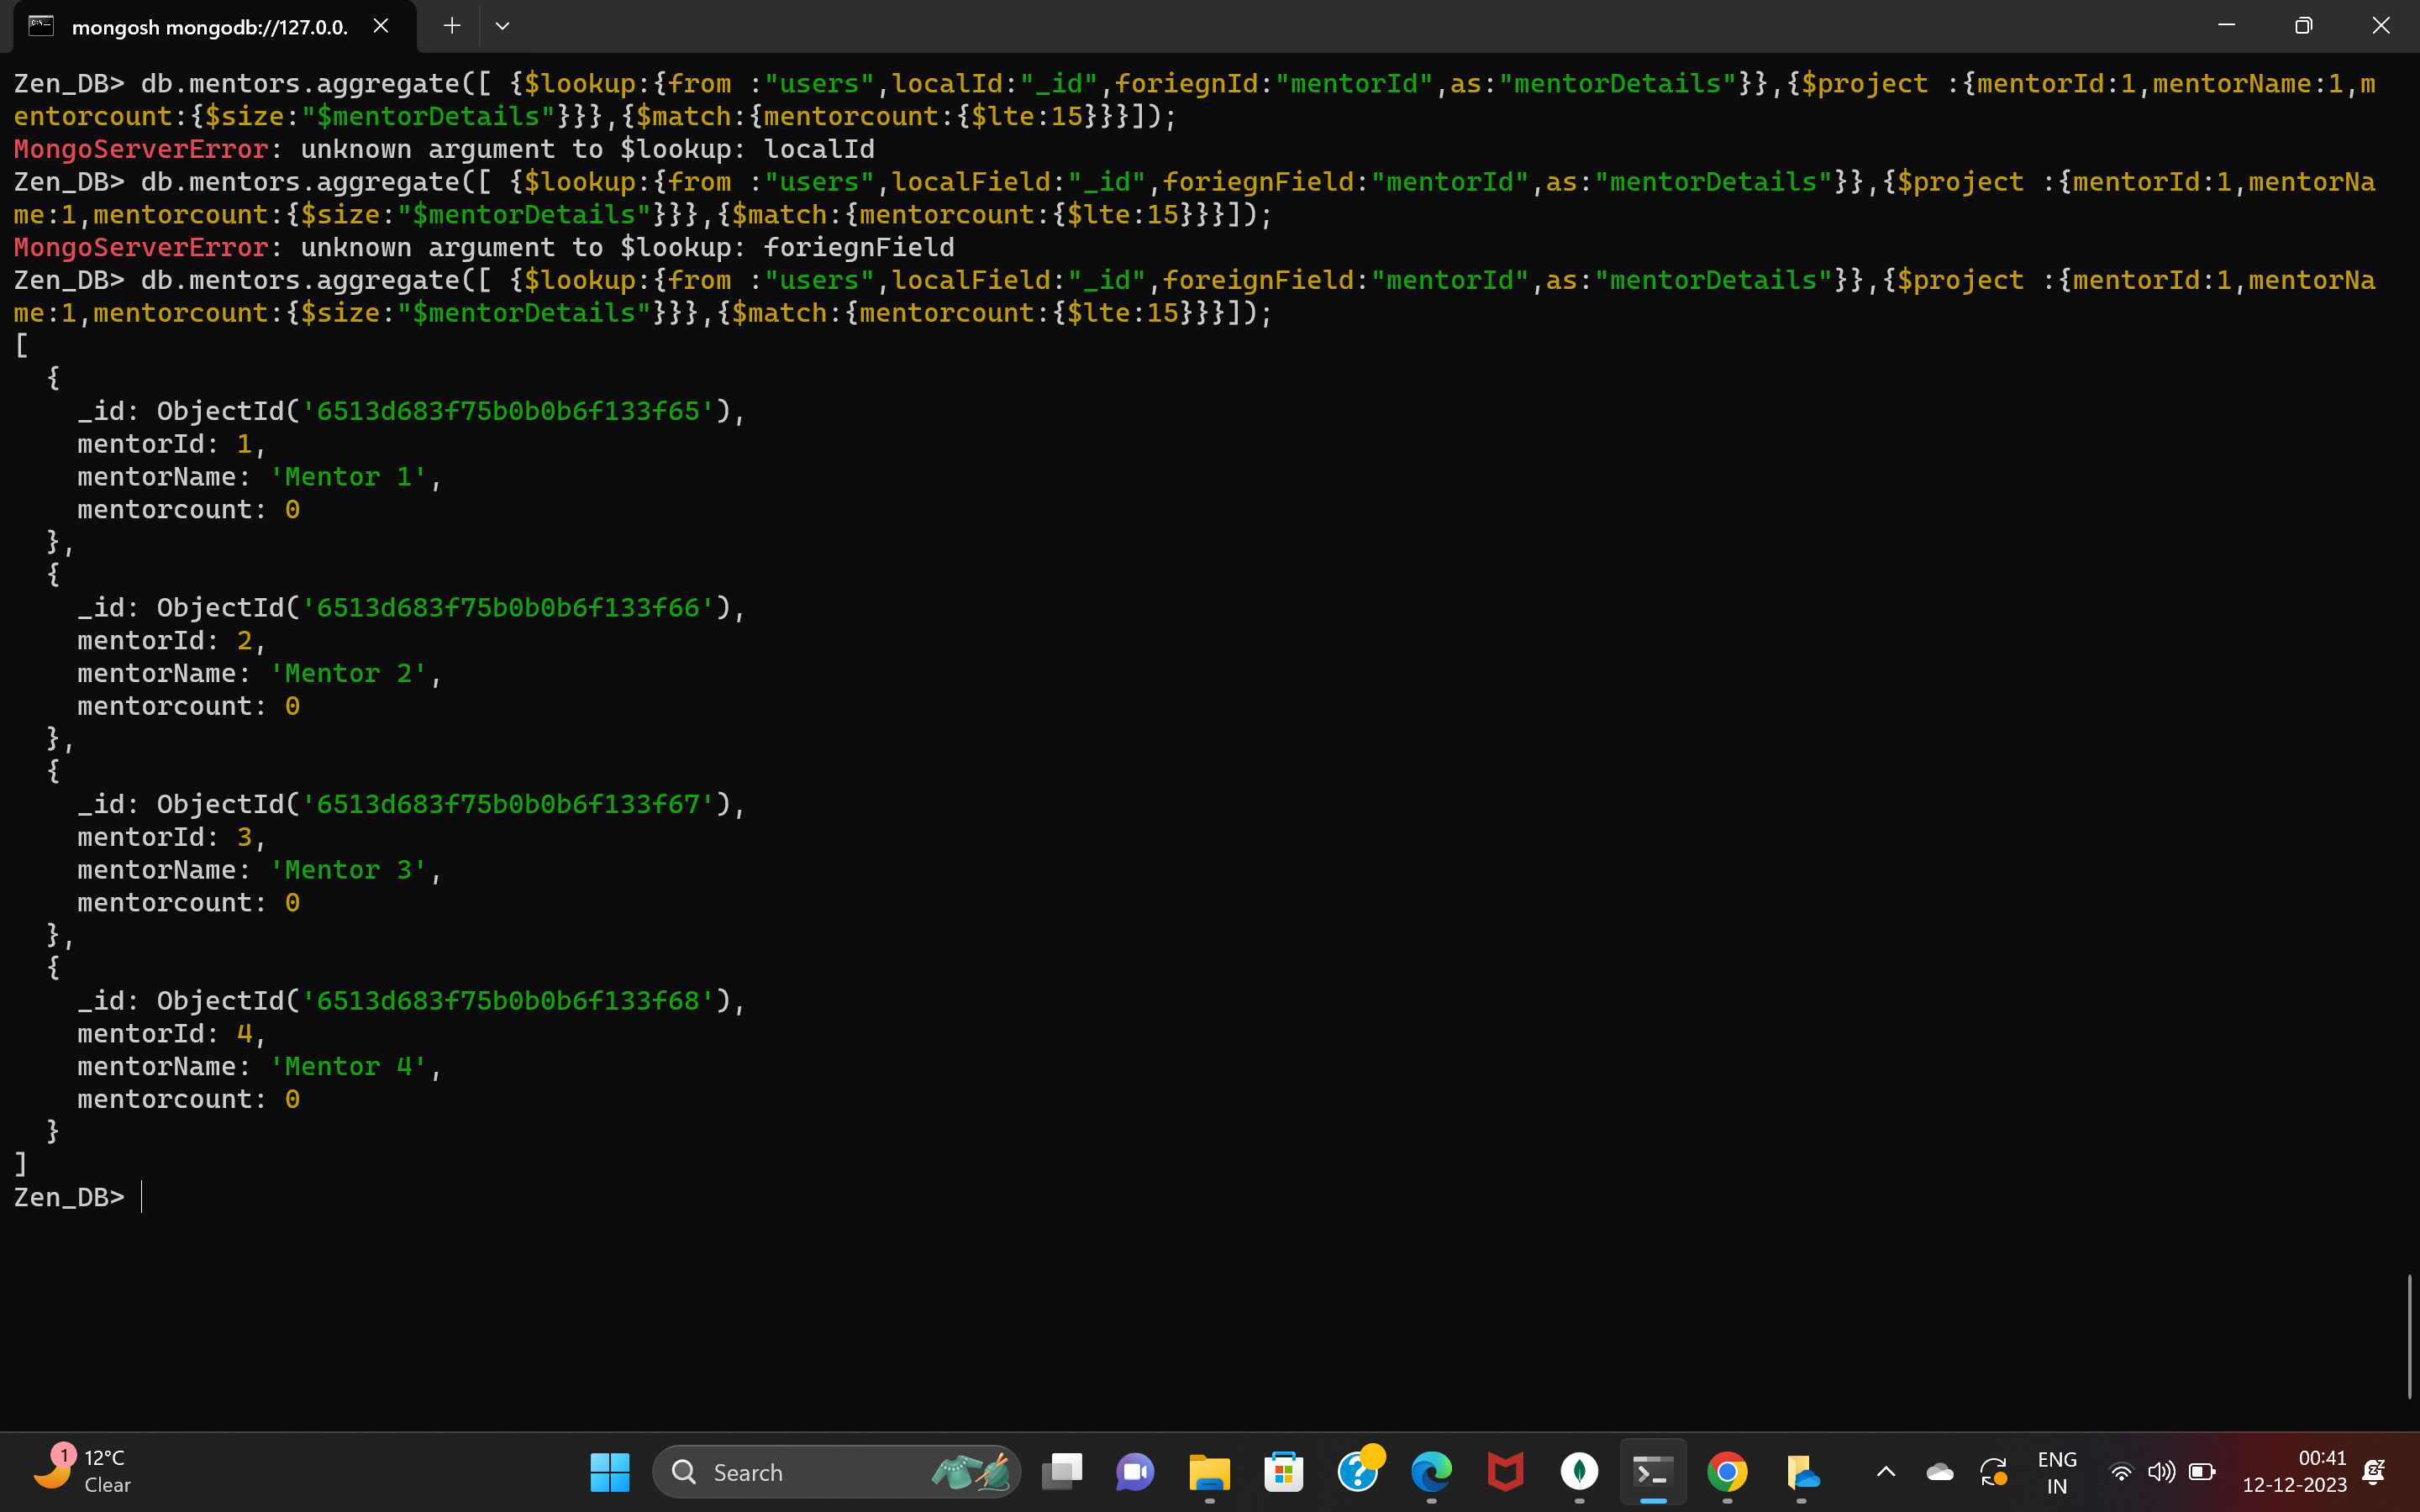 mongosh mongodb://127.0.0.
Zen_DB> db.mentors.aggregate([ {$lookup:{from :"users",localId:"_id",foriegnId:"mentorId",as:"mentorDetails"}},{$project :{mentorId:1,mentorName:1,m
entorcount:{$size:"$mentorDetails"}}},{$match:{mentorcount:{$lte:15}}}]);
MongoServerError: unknown argument to $lookup: localId
Zen_DB> db.mentors.aggregate([ {$lookup:{from :"users",localField:"_id",foriegnField:"mentorId",as:"mentorDetails"}},{$project :{mentorId:1,mentorNa
me:1,mentorcount:{$size:"$mentorDetails"}}},{$match:{mentorcount:{$lte:15}}}]);
MongoServerError: unknown argument to $lookup: foriegnField
Zen_DB> db.mentors.aggregate([ {$lookup:{from :"users",localField:"_id",foreignField:"mentorId",as:"mentorDetails"}},{$project :{mentorId:1,mentorNa
me:1,mentorcount:{$size:"$mentorDetails"}}},{$match:{mentorcount:{$lte:15}}}]);
[
  {
    _id: ObjectId('6513d683f75b0b0b6f133f65'),
    mentorId: 1,
    mentorName: 'Mentor 1',
    mentorcount: 0
  },
  {
    _id: ObjectId('6513d683f75b0b0b6f133f66'),
    mentorId: 2,
    mentorName: 'Mentor 2',
    mentorcount: 0
  },
  {
    _id: ObjectId('6513d683f75b0b0b6f133f67'),
    mentorId: 3,
    mentorName: 'Mentor 3',
    mentorcount: 0
  },
  {
    _id: ObjectId('6513d683f75b0b0b6f133f68'),
    mentorId: 4,
    mentorName: 'Mentor 4',
    mentorcount: 0
  }
]
Zen_DB>
1
12°C
Clear
Search
ENG
IN
00:41
12-12-2023